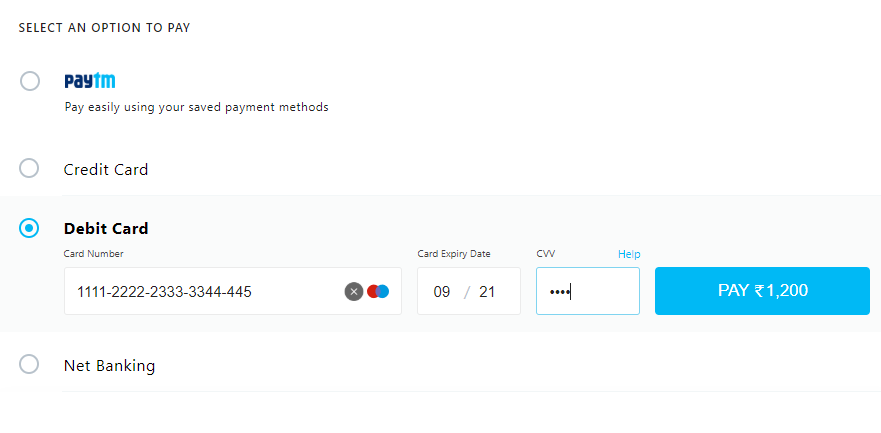 SELECT AN OPTION TO PAY
paytm
Pay easily using your saved payment methods
Credit Card
Debit Card
Card Number Card Expiry Date CVV Help
1111-2222-2333-3344-445 09 / 21 •••• PAY ₹1,200
Net Banking